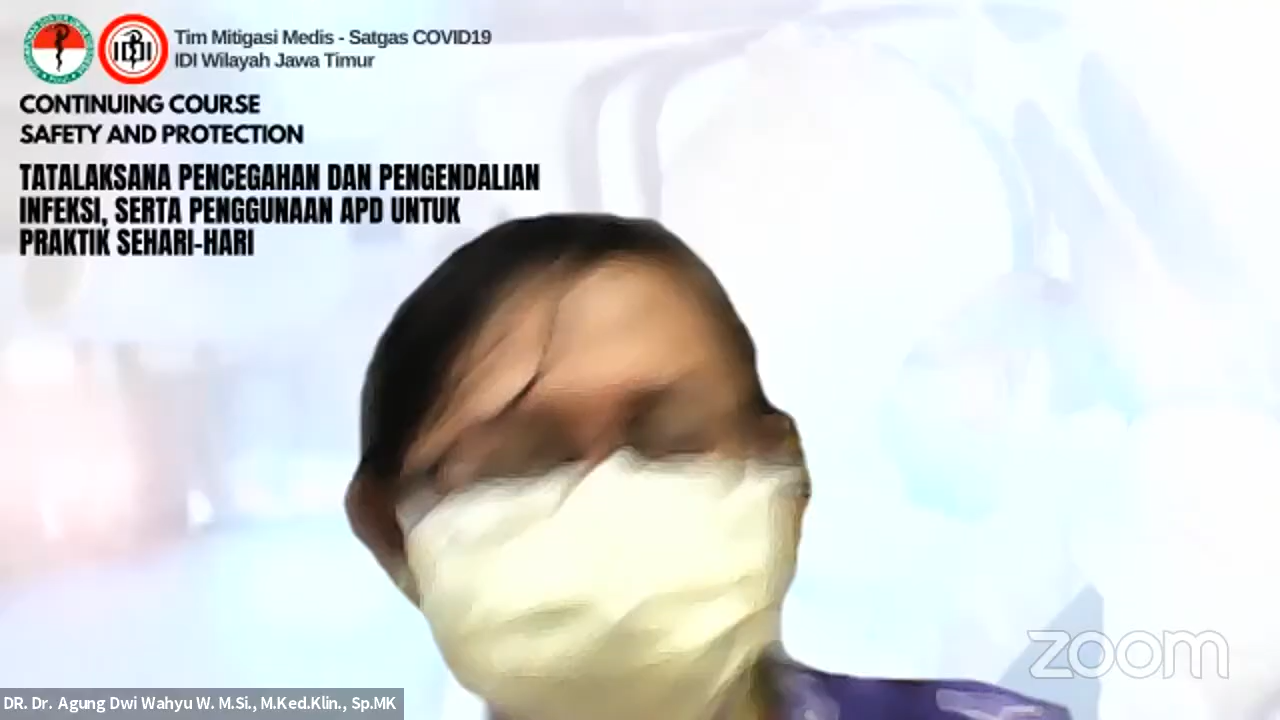 IDI
Tim Mitigasi Medis - Satgas COVID19
IDI Wilayah Jawa Timur
CONTINUING COURSE
SAFETY AND PROTECTION
TATALAKSANA PENCEGAHAN DAN PENGENDALIAN
INFEKSI, SERTA PENGGUNAAN APD UNTUK
PRAKTIK SEHARI-HARI
zoom
DR. Dr. Agung Dwi Wahyu W. M.Si., M.Ked.Klin., Sp.MK